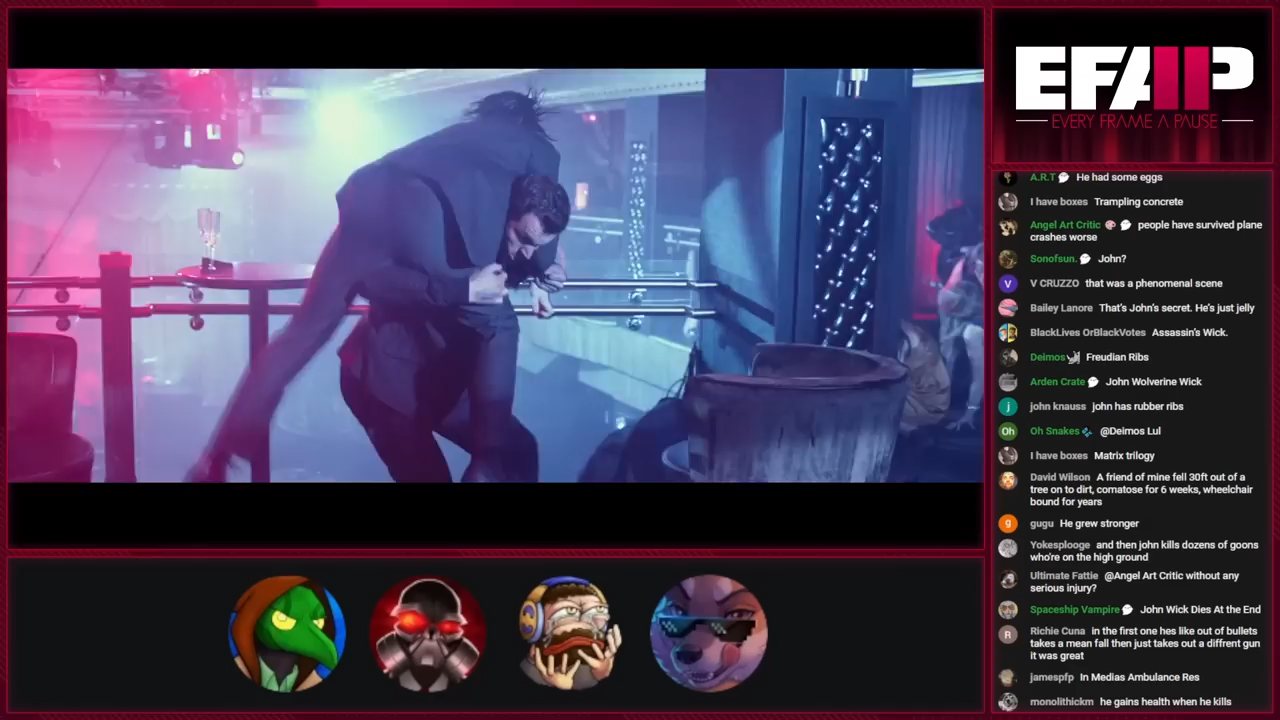 EFAP
EVERY FRAME A PAUSE
A.R.T He had some eggs
I have boxes Trampling concrete
Angel Art Critic people have survived plane
crashes worse
Sonofsun. John?
V CRUZZO that was a phenomenal scene
Bailey Lanore That's John's secret. He's just jelly
BlackLives OrBlackVotes Assassin's Wick.
Deimos Freudian Ribs
Arden Crate John Wolverine Wick
john knauss john has rubber ribs
Oh Snakes @Deimos Lul
I have boxes Matrix trilogy
David Wilson A friend of mine fell 30ft out of a
tree on to dirt, comatose for 6 weeks, wheelchair
bound for years
gugu He grew stronger
Yokesplooge and then john kills dozens of goons
who're on the high ground
Ultimate Fattie @Angel Art Critic without any
serious injury?
Spaceship Vampire John Wick Dies At the End
Richie Cuna in the first one hes like out of bullets
takes a mean fall then just takes out a diffrent gun
it was great
jamespfp In Medias Ambulance Res
monolithickm he gains health when he kills